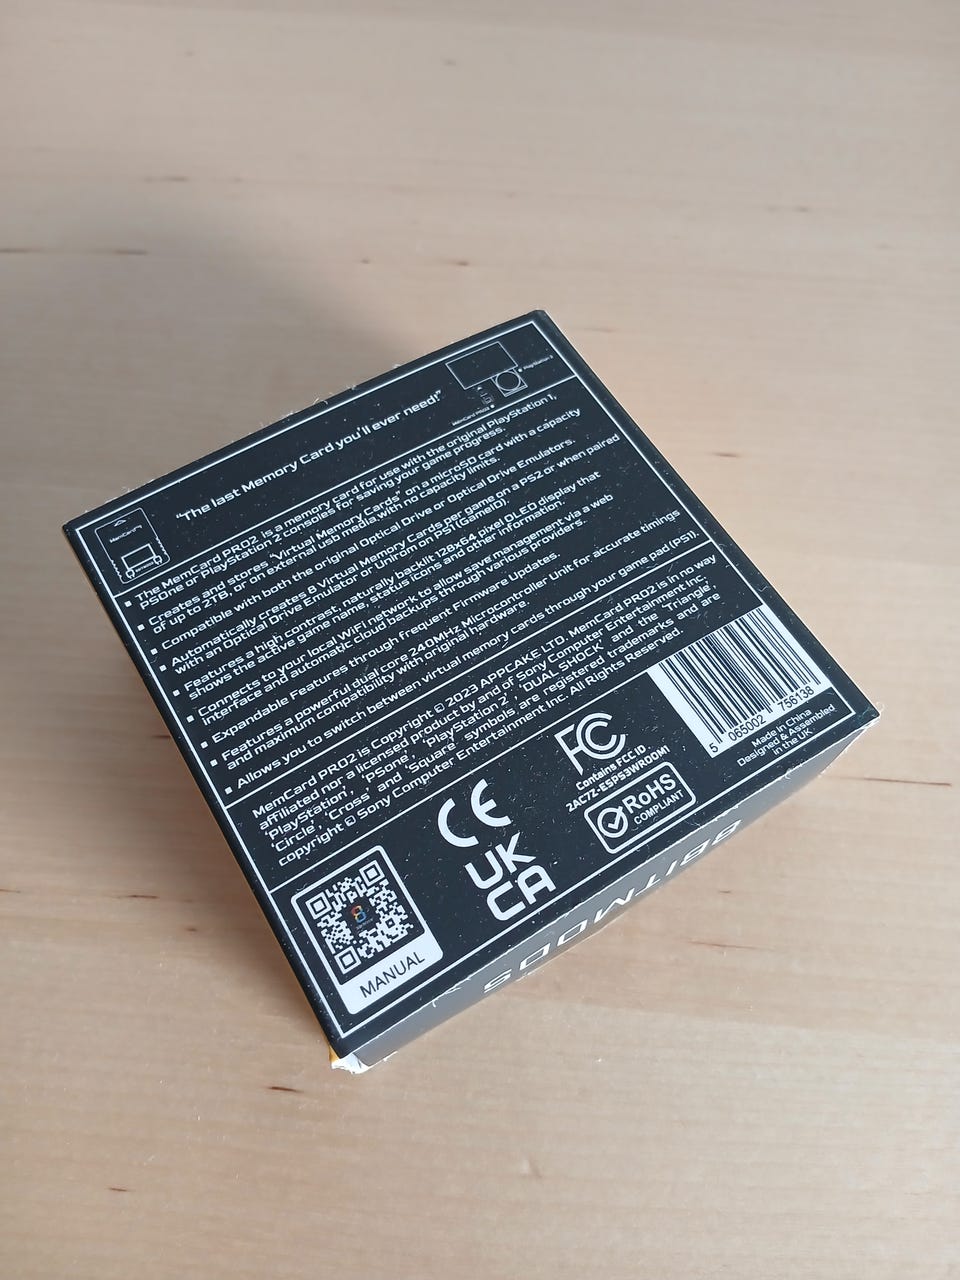 "The last Memory Card you'll ever need!"
PlayStation 2
MemCard PRO2
The MemCard PRO2 is a memory card for use with the original PlayStation 1,
PSOne or PlayStation 2 consoles for saving your game progress.
Creates and stores "Virtual Memory Cards" on a microSD card with a capacity
of up to 2TB, or on external usb media with no capacity limits.
Compatible with both the original Optical Drive or Optical Drive Emulators.
Automatically creates 8 Virtual Memory Cards per game on a PS2 or when paired
with an Optical Drive Emulator or Unirom on PS1 (GameID).
Features a high contrast, naturally backlit 128x64 pixel OLED display that
shows the active game name, status icons and other information.
Connects to your local WiFi network to allow save management via a web
interface and automatic cloud backups through various providers.
Expandable Features through frequent Firmware Updates.
Features a powerful dual core 240MHz Microcontroller Unit for accurate timings
and maximum compatibility with original hardware.
Allows you to switch between virtual memory cards through your game pad (PS1).
MemCard PRO2 is Copyright © 2023 APPCAKE LTD. MemCard PRO2 is in no way
affiliated nor a licensed product by and of Sony Computer Entertainment Inc.
'PlayStation', 'PSone', 'PlayStation 2', 'DUAL SHOCK' and the 'Triangle',
'Circle', 'Cross' and 'Square' symbols are registered trademarks and are
copyright © Sony Computer Entertainment Inc. All Rights Reserved.
MANUAL
CE
UK
CA
FC
Contains FCC ID
2AC7Z-ESPS3WROOM1
RoHS
COMPLIANT
5 065002 756138
Made in China
Designed & Assembled
in the UK
8BITMODS